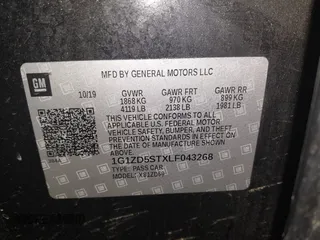 MFD BY GENERAL MOTORS LLC
GM
10/19 GVWR GAWR FRT GAWR RR
1868 KG 970 KG 899 KG
4119 LB 2138 LB 1981 LB
THIS VEHICLE CONFORMS TO ALL
APPLICABLE U.S. FEDERAL MOTOR
VEHICLE SAFETY, BUMPER, AND THEFT
PREVENTION STANDARDS IN EFFECT ON
THE DATE OF MANUFACTURE SHOWN ABOVE.
1G1ZD5STXLF043268
TYPE: PASS CAR
MODEL: